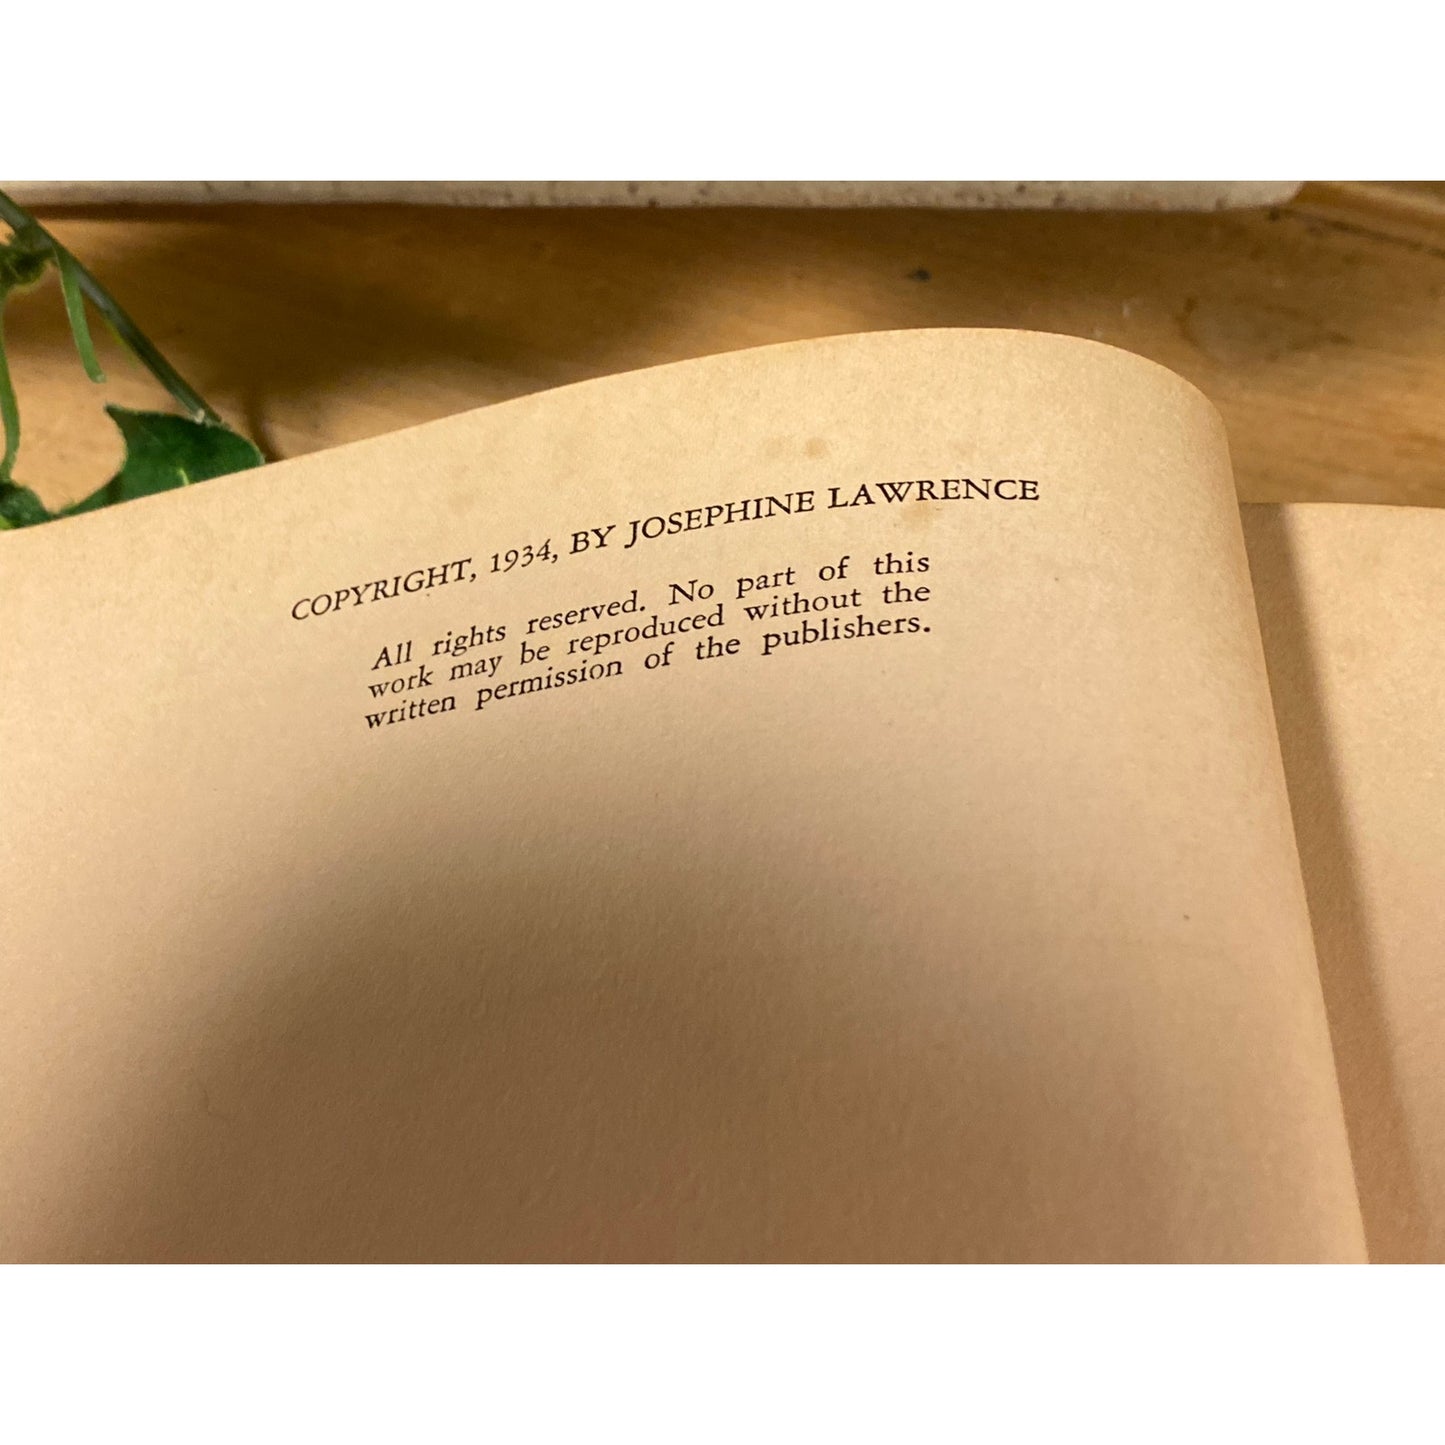 COPYRIGHT, 1934, BY JOSEPHINE LAWRENCE
All rights reserved. No part of this
work may be reproduced without the
written permission of the publishers.